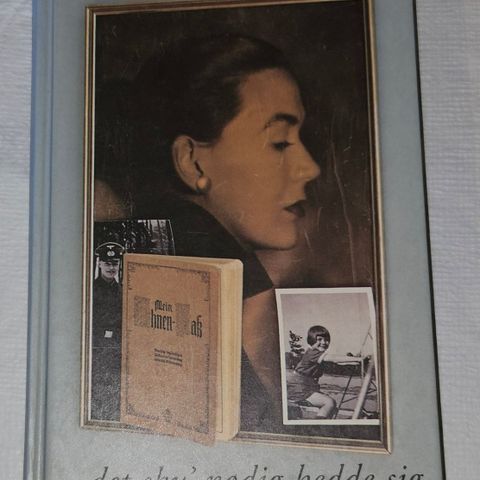 Mein
Ahnen-Paß
...det sku' nødig hedde sig